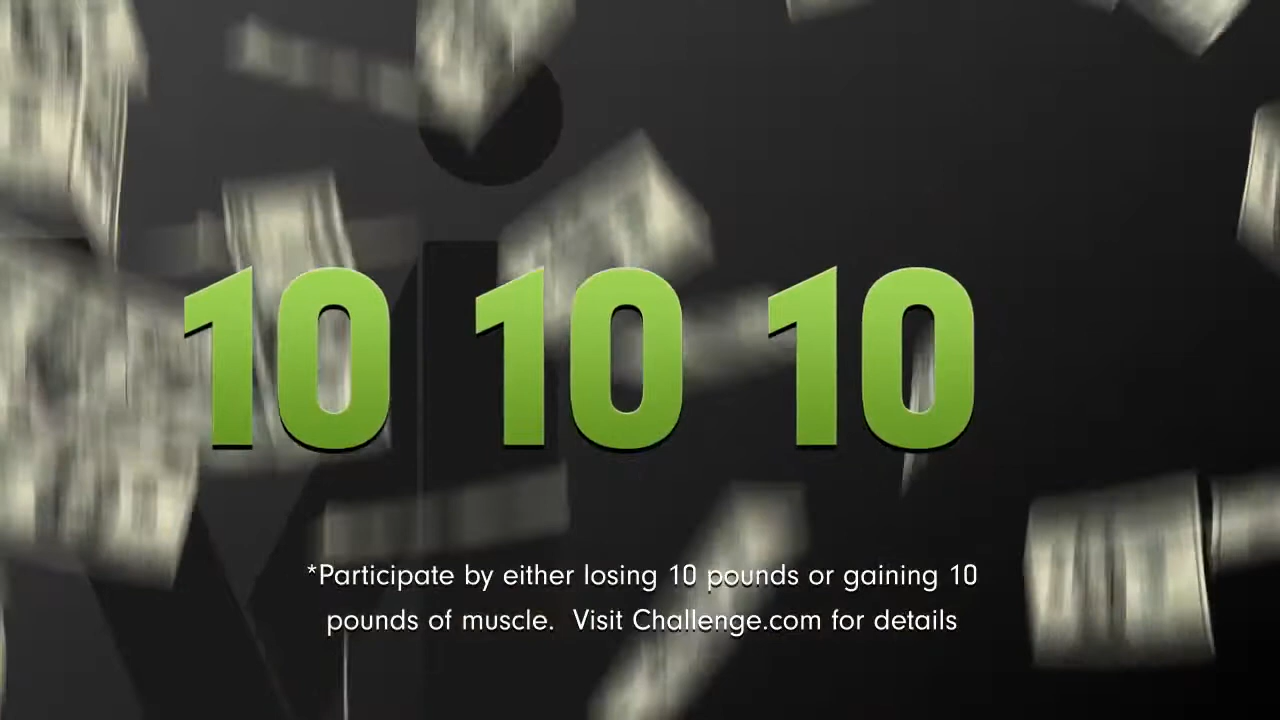 10 10 10
*Participate by either losing 10 pounds or gaining 10
pounds of muscle. Visit Challenge.com for details